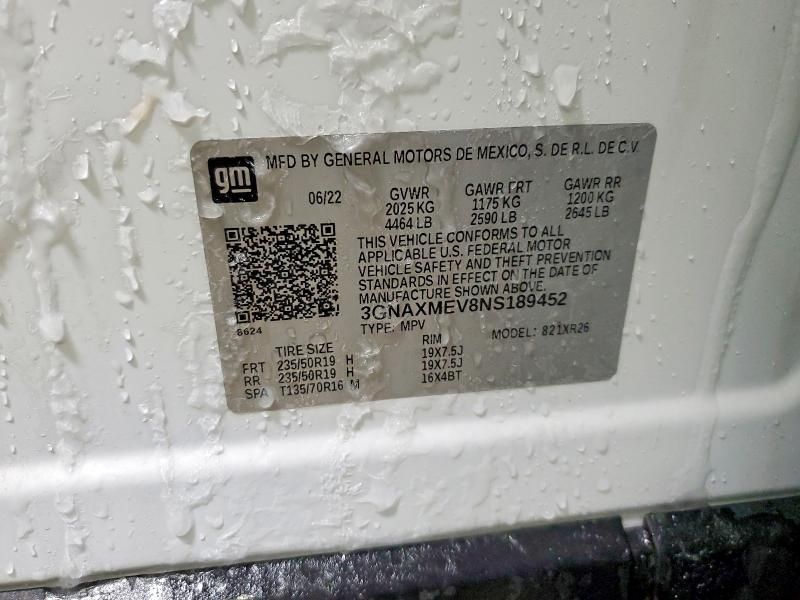 gm
MFD BY GENERAL MOTORS DE MEXICO, S. DE R.L. DE C.V.
06/22 GVWR GAWR FRT GAWR RR
2025 KG 1175 KG 1200 KG
4464 LB 2590 LB 2645 LB
THIS VEHICLE CONFORMS TO ALL
APPLICABLE U.S. FEDERAL MOTOR
VEHICLE SAFETY AND THEFT PREVENTION
STANDARDS IN EFFECT ON THE DATE OF
MANUFACTURE SHOWN ABOVE.
3GNAXMEV8NS189452
6624
TYPE: MPV MODEL: 821XR26
TIRE SIZE RIM
FRT 235/50R19 H 19X7.5J
RR 235/50R19 H 19X7.5J
SPA T135/70R16 M 16X4BT